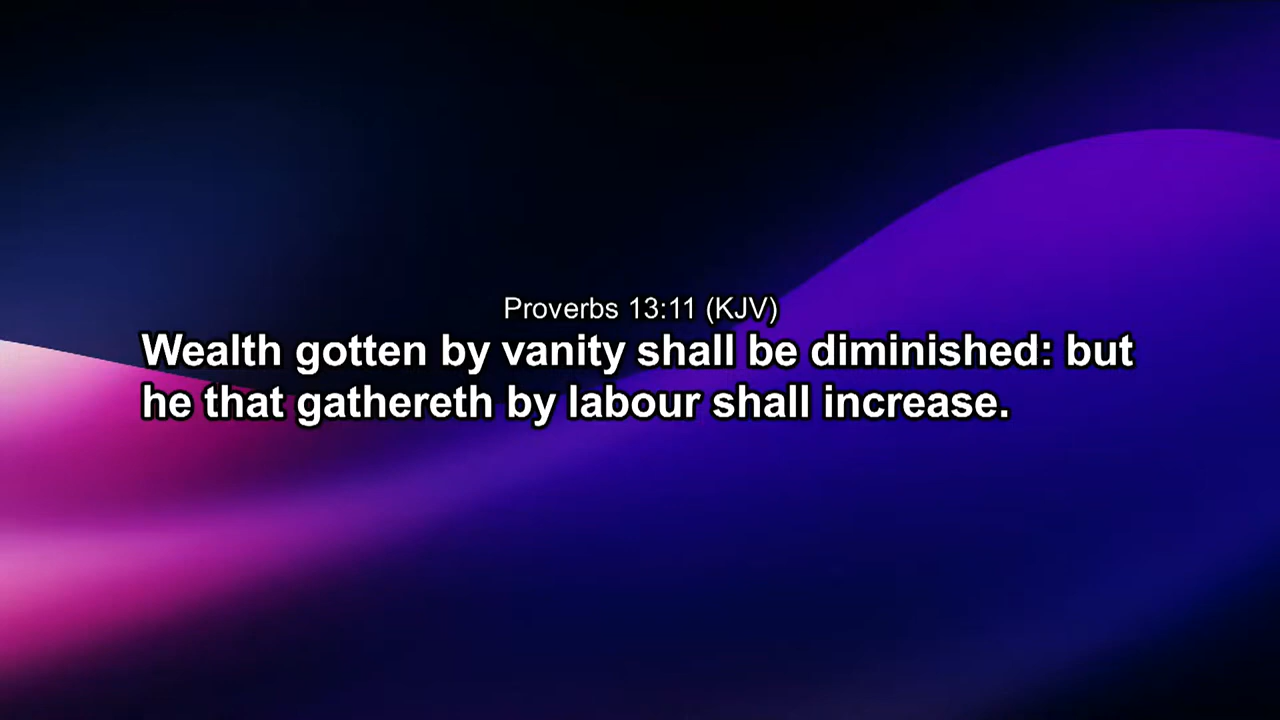 Proverbs 13:11 (KJV)
Wealth gotten by vanity shall be diminished: but
he that gathereth by labour shall increase.